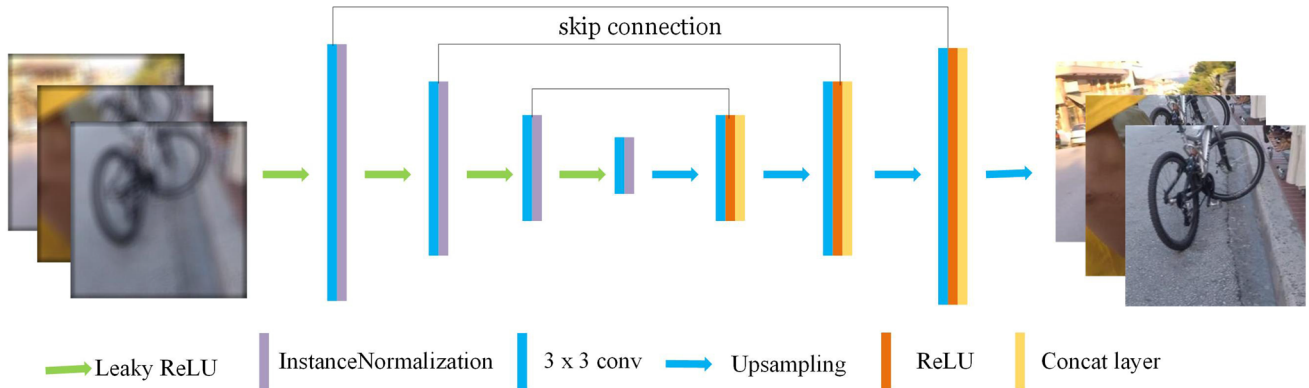 skip connection
Leaky ReLU
InstanceNormalization
3 x 3 conv
Upsampling
ReLU
Concat layer